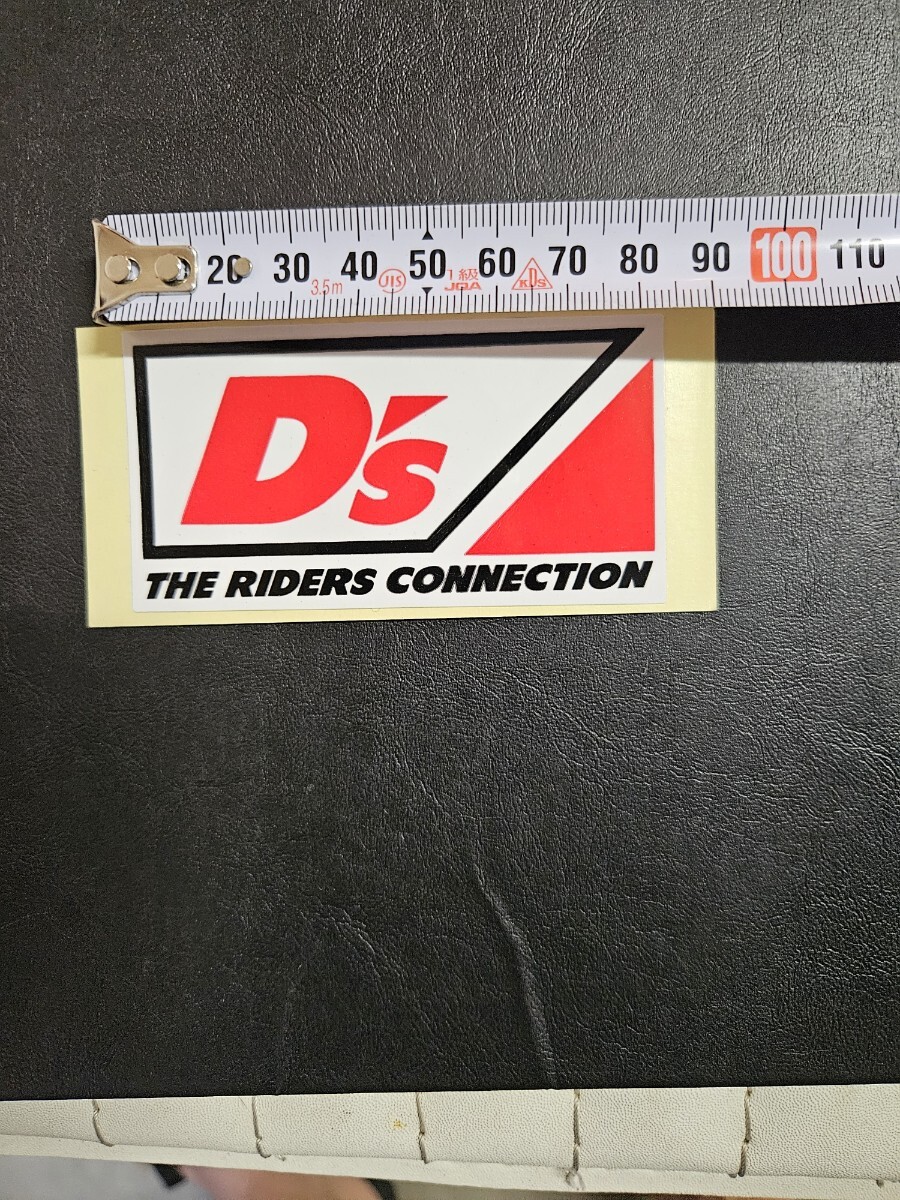 20 30 40 50 60 70 80 90 100 110
3.5m JIS 1級 JQA KDS
D's
THE RIDERS CONNECTION